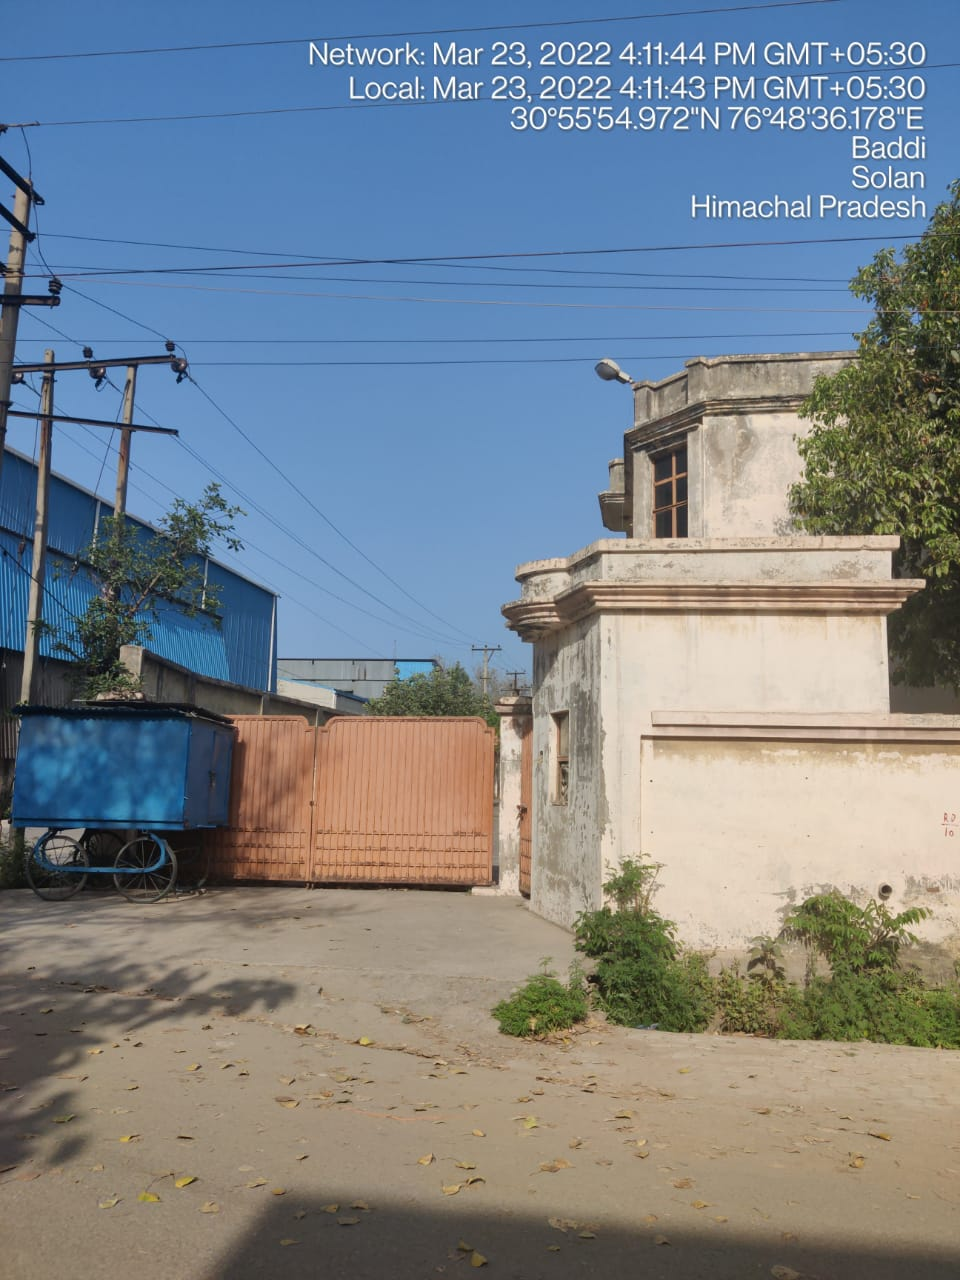 Network: Mar 23, 2022 4:11:44 PM GMT+05:30
Local: Mar 23, 2022 4:11:43 PM GMT+05:30
30°55'54.972"N 76°48'36.178"E
Baddi
Solan
Himachal Pradesh
R.D
10